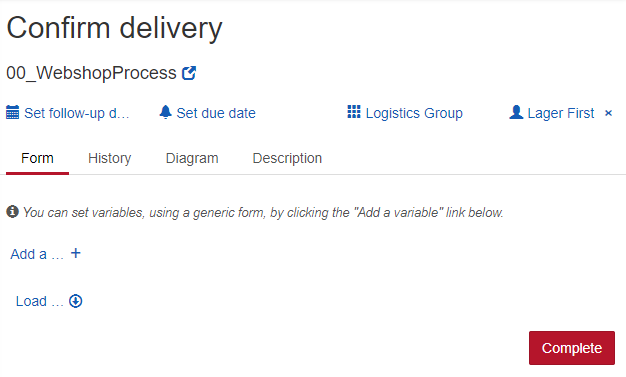 Confirm delivery
00_WebshopProcess
Set follow-up d... Set due date Logistics Group Lager First ×
Form History Diagram Description
You can set variables, using a generic form, by clicking the "Add a variable" link below.
Add a ... +
Load ...
Complete